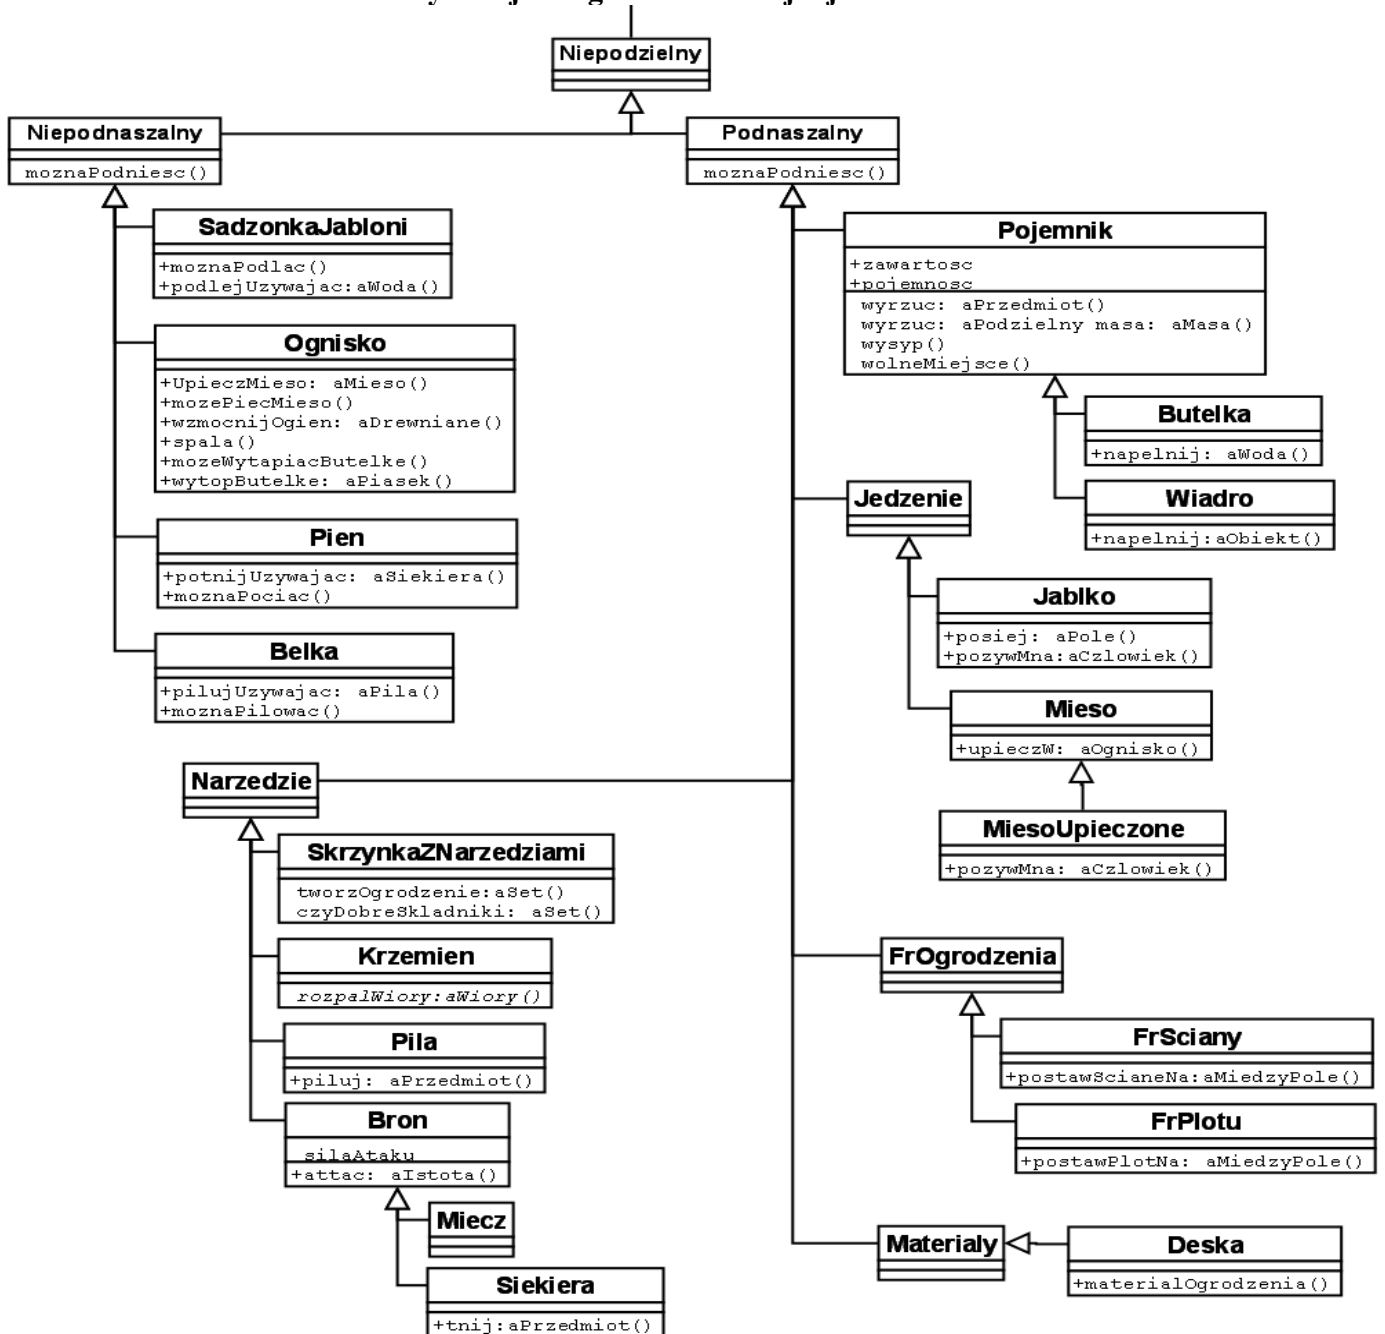 Niepodzielny
Niepodnaszalny
moznaPodniesc()
Podnaszalny
moznaPodniesc()
SadzonkaJabloni
+moznaPodlac()
+podlejUzywajac:aWoda()
Ognisko
+UpieczMieso: aMieso()
+mozePiecMieso()
+wzmocnijOgien: aDrewniane()
+spala()
+mozeWytapiacButelke()
+wytopButelke: aPiasek()
Pien
+potnijUzywajac: aSiekiera()
+moznaPociac()
Belka
+pilujUzywajac: aPila()
+moznaPilowac()
Pojemnik
+zawartosc
+pojemnosc
wyrzuc: aPrzedmiot()
wyrzuc: aPodzielny masa: aMasa()
wysyp()
wolneMiejsce()
Butelka
+napelnij: aWoda()
Wiadro
+napelnij:aObiekt()
Jedzenie
Jablko
+posiej: aPole()
+pozywMna:aCzlowiek()
Mieso
+upieczW: aOgnisko()
MiesoUpieczone
+pozywMna: aCzlowiek()
Narzedzie
SkrzynkaZNarzedziami
tworzOgrodzenie:aSet()
czyDobreSkladniki: aSet()
Krzemien
rozpalWiory:aWiory()
Pila
+piluj: aPrzedmiot()
Bron
silaAtaku
+attac: aIstota()
Miecz
Siekiera
+tnij:aPrzedmiot()
FrOgrodzenia
FrSciany
+postawScianeNa:aMiedzyPole()
FrPlotu
+postawPlotNa: aMiedzyPole()
Materialy
Deska
+materialOgrodzenia()